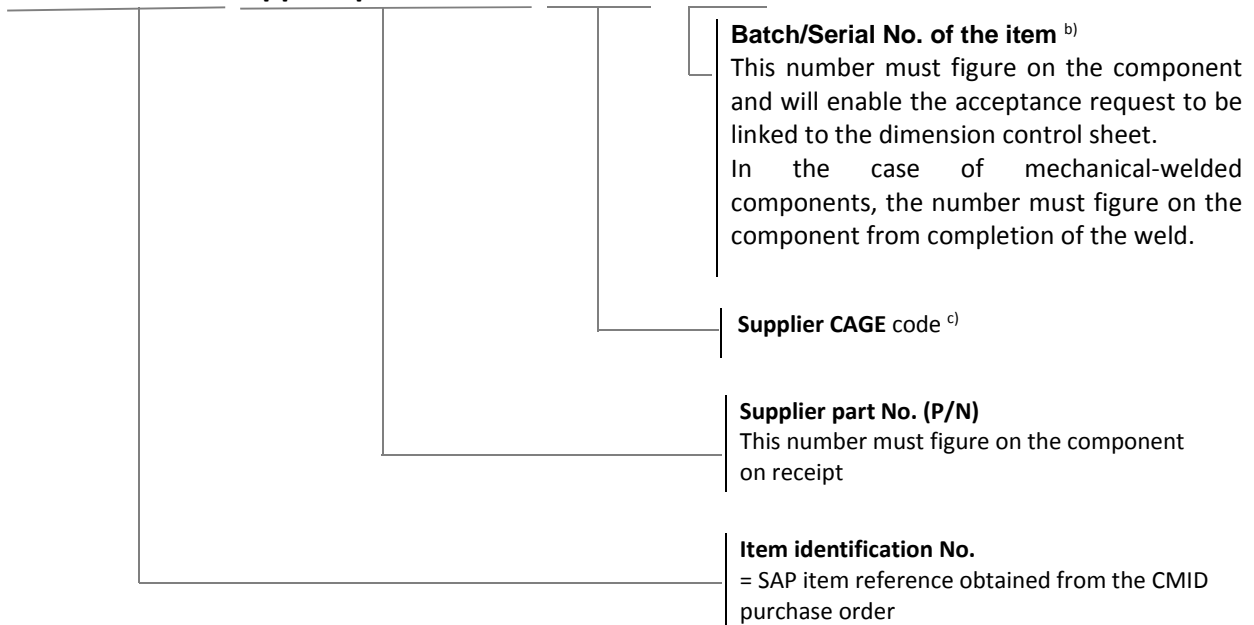 Batch/Serial No. of the item b)
This number must figure on the component
and will enable the acceptance request to be
linked to the dimension control sheet.
In the case of mechanical-welded
components, the number must figure on the
component from completion of the weld.
Supplier CAGE code c)
Supplier part No. (P/N)
This number must figure on the component
on receipt
Item identification No.
= SAP item reference obtained from the CMID
purchase order